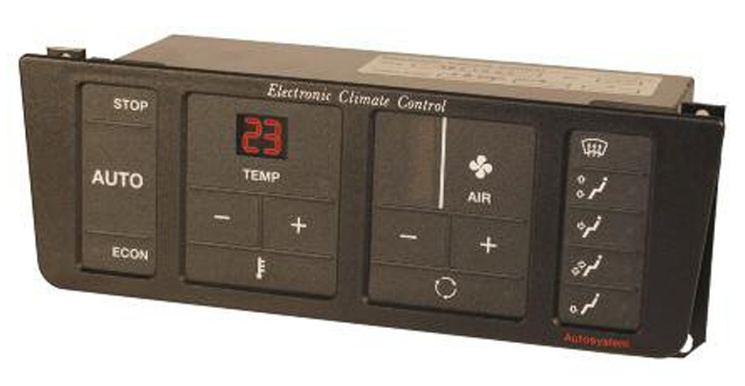 Electronic Climate Control
STOP
AUTO
ECON
23
TEMP
−
+
AIR
−
+
Autosystem